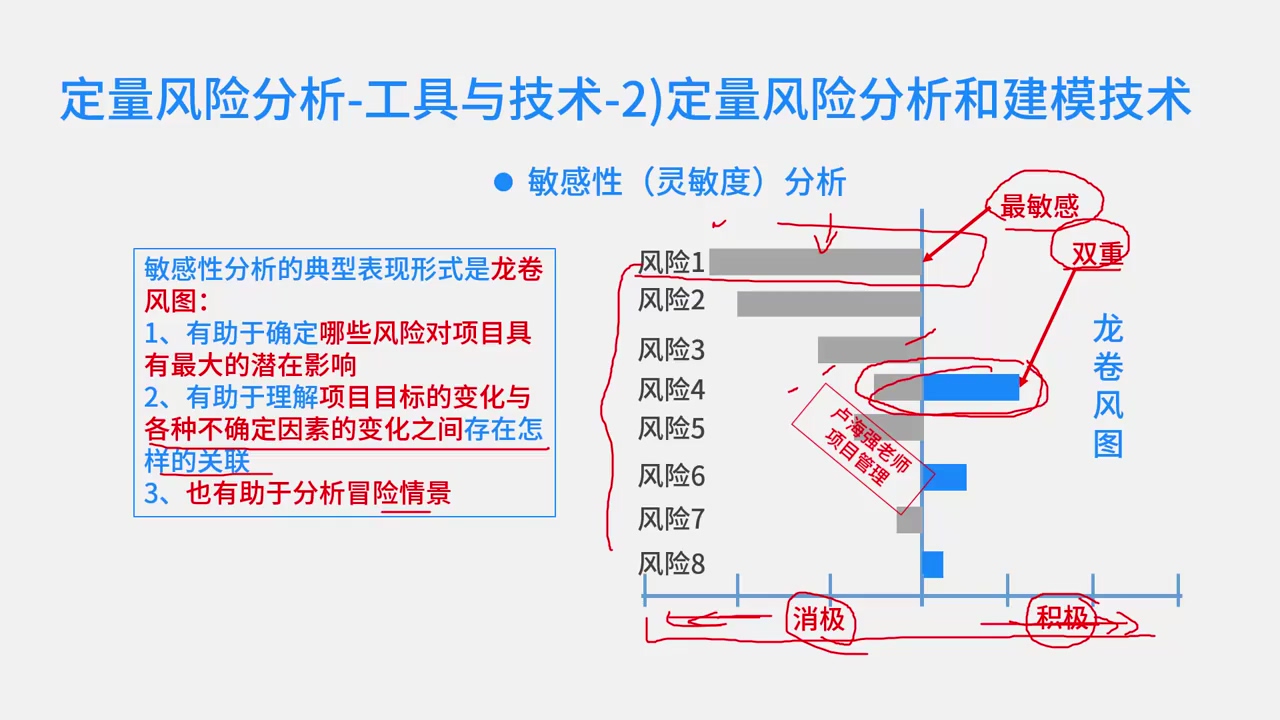 定量风险分析-工具与技术-2)定量风险分析和建模技术
● 敏感性（灵敏度）分析
敏感性分析的典型表现形式是龙卷
风图：
1、有助于确定哪些风险对项目具
有最大的潜在影响
2、有助于理解项目目标的变化与
各种不确定因素的变化之间存在怎
样的关联
3、也有助于分析冒险情景
最敏感
双重
风险1
风险2
风险3
风险4
风险5
风险6
风险7
风险8
卢海强老师
项目管理
龙卷风图
消极
积极